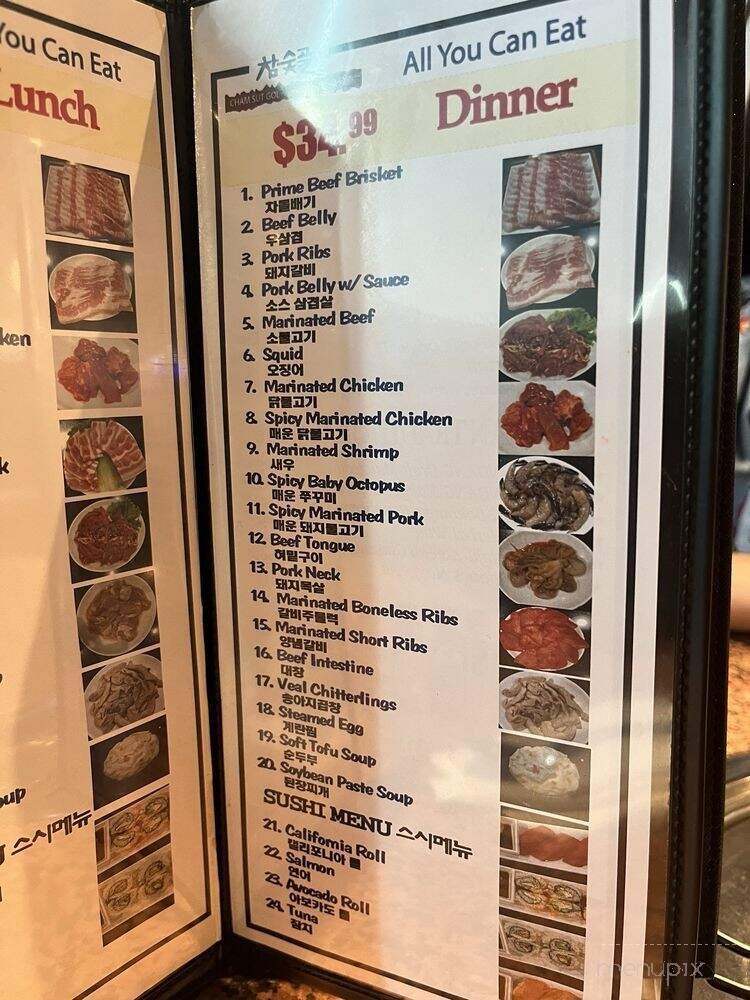 You Can Eat
Lunch
ken
k
oup
스시메뉴
참숯골
CHAM SUT GOL
All You Can Eat
$34.99
Dinner
1. Prime Beef Brisket
차돌배기
2. Beef Belly
우삼겹
3. Pork Ribs
돼지갈비
4. Pork Belly w/ Sauce
소스 삼겹살
5. Marinated Beef
소불고기
6. Squid
오징어
7. Marinated Chicken
닭불고기
8. Spicy Marinated Chicken
매운 닭불고기
9. Marinated Shrimp
새우
10. Spicy Baby Octopus
매운 쭈꾸미
11. Spicy Marinated Pork
매운 돼지불고기
12. Beef Tongue
혀밑구이
13. Pork Neck
돼지목살
14. Marinated Boneless Ribs
갈비주물럭
15. Marinated Short Ribs
양념갈비
16. Beef Intestine
대창
17. Veal Chitterlings
송아지곱창
18. Steamed Egg
계란찜
19. Soft Tofu Soup
순두부
20. Soybean Paste Soup
된장찌개
SUSHI MENU 스시메뉴
21. California Roll
캘리포니아 롤
22. Salmon
연어
23. Avocado Roll
아보카도 롤
24. Tuna
참치
menupix